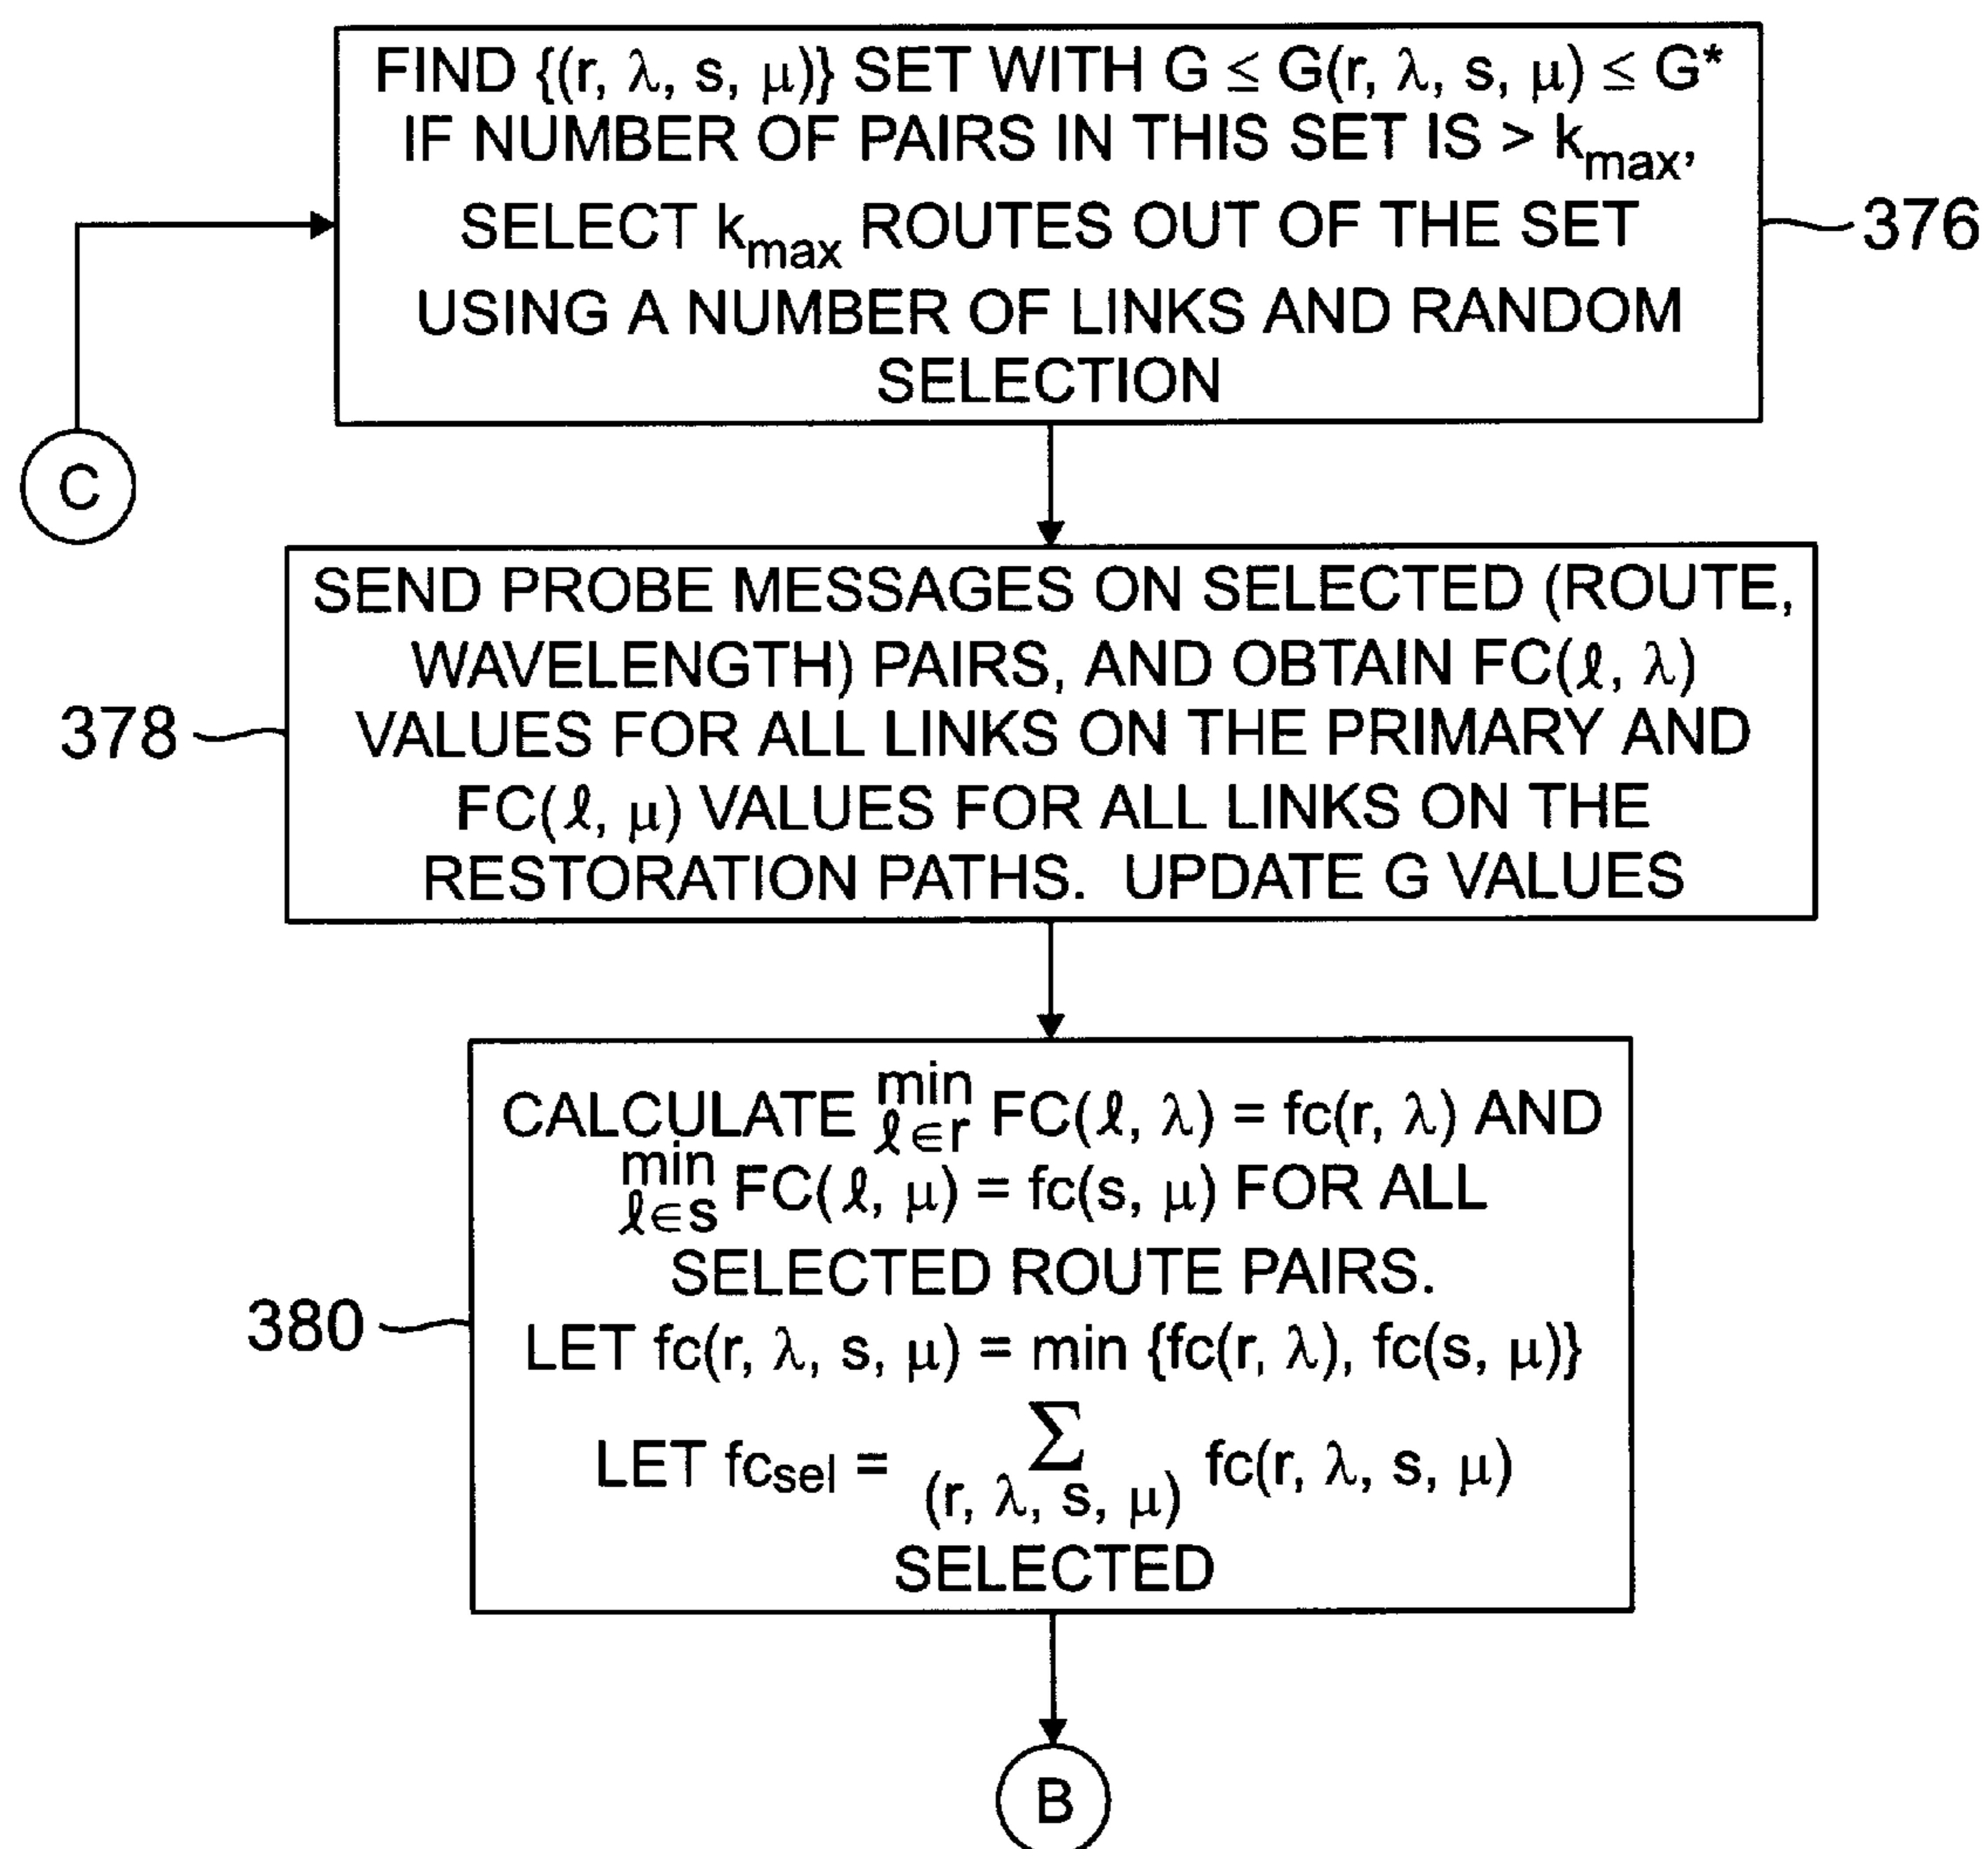 FIND {(r, λ, s, μ)} SET WITH G ≤ G(r, λ, s, μ) ≤ G*
IF NUMBER OF PAIRS IN THIS SET IS > kmax,
SELECT kmax ROUTES OUT OF THE SET
USING A NUMBER OF LINKS AND RANDOM
SELECTION
376
C
SEND PROBE MESSAGES ON SELECTED (ROUTE,
WAVELENGTH) PAIRS, AND OBTAIN FC(ℓ, λ)
VALUES FOR ALL LINKS ON THE PRIMARY AND
FC(ℓ, μ) VALUES FOR ALL LINKS ON THE
RESTORATION PATHS. UPDATE G VALUES
378
CALCULATE min ℓ∈r FC(ℓ, λ) = fc(r, λ) AND
min ℓ∈s FC(ℓ, μ) = fc(s, μ) FOR ALL
SELECTED ROUTE PAIRS.
LET fc(r, λ, s, μ) = min {fc(r, λ), fc(s, μ)}
LET fcsel = Σ (r, λ, s, μ) fc(r, λ, s, μ)
SELECTED
380
B